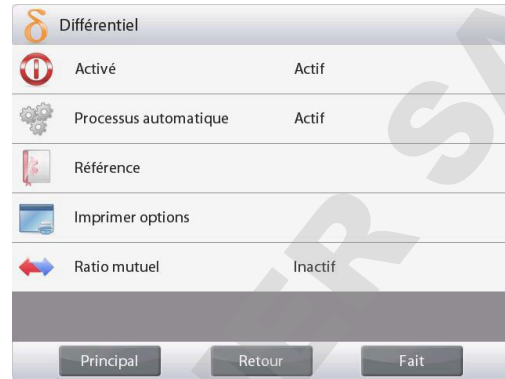 δ Différentiel
Activé Actif
Processus automatique Actif
Référence
Imprimer options
Ratio mutuel Inactif
Principal Retour Fait